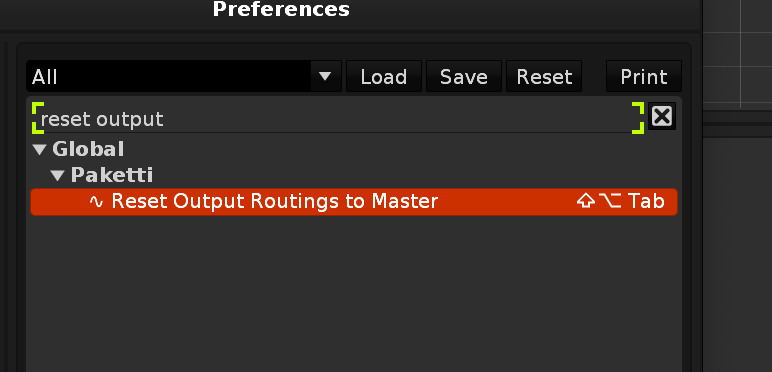 Preferences
All Load Save Reset Print
reset output
Global
Paketti
∿ Reset Output Routings to Master ⇧⌥ Tab